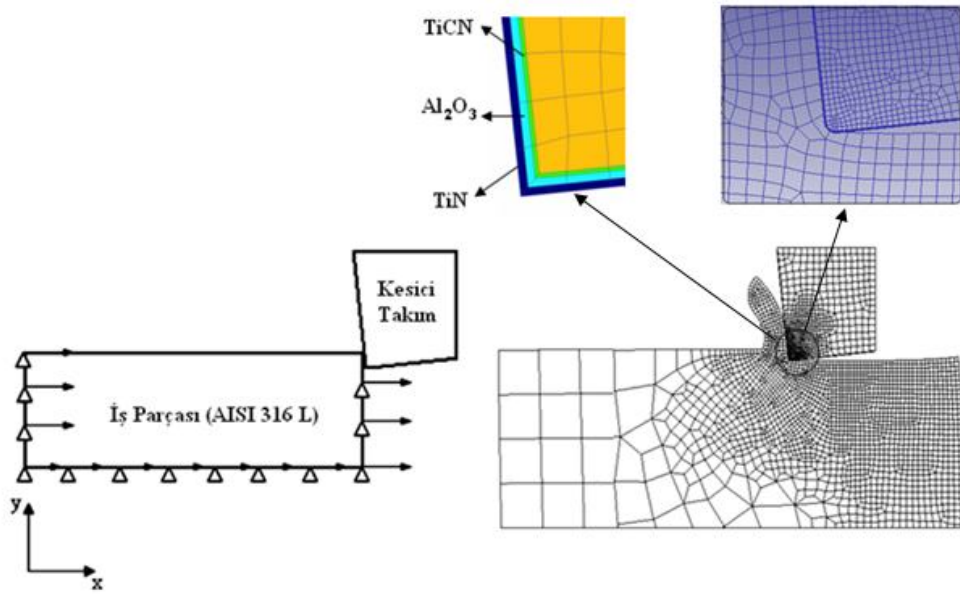 TiCN
Al₂O₃
TiN
Kesici
Takım
İş Parçası (AISI 316 L)
y
x